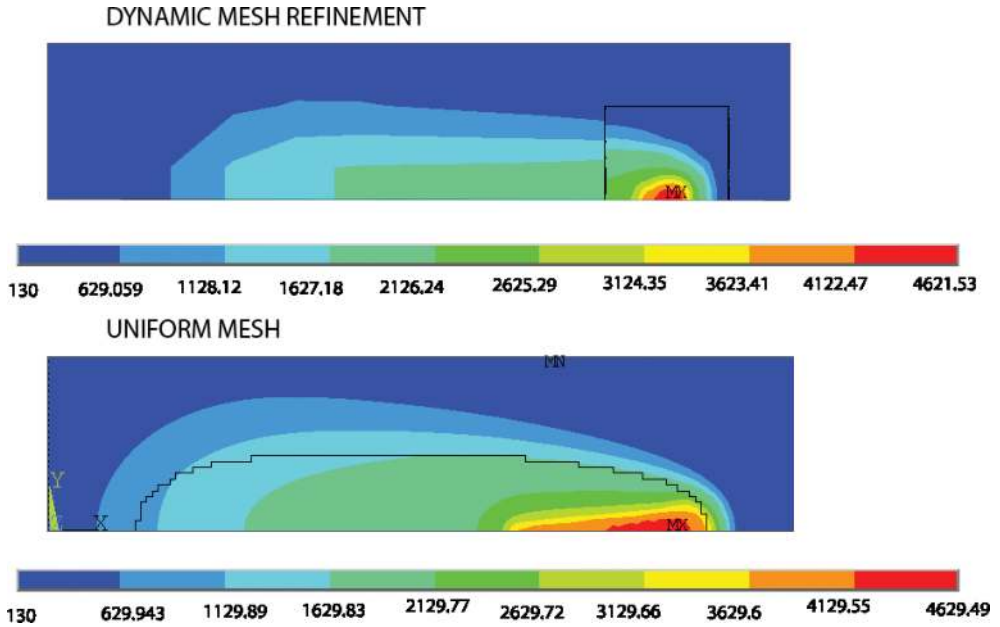 DYNAMIC MESH REFINEMENT
MX
130 629.059 1128.12 1627.18 2126.24 2625.29 3124.35 3623.41 4122.47 4621.53
UNIFORM MESH
MN
Y
X
MX
130 629.943 1129.89 1629.83 2129.77 2629.72 3129.66 3629.6 4129.55 4629.49